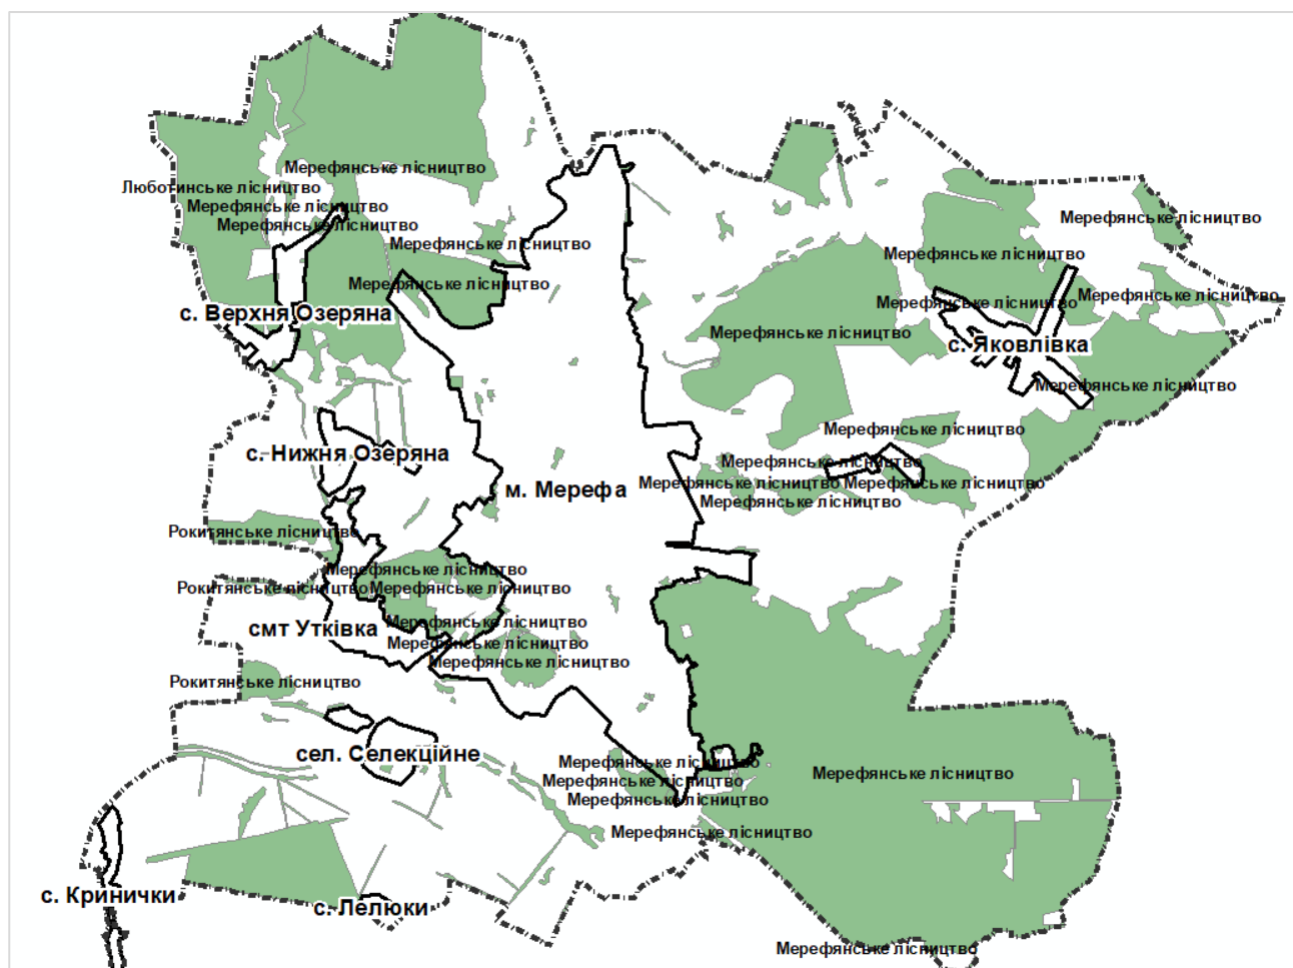 Мерефянське лісництво
Люботинське лісництво
Мерефянське лісництво
Мерефянське лісництво
Мерефянське лісництво
Мерефянське лісництво
Мерефянське лісництво
Мерефянське лісництво
Мерефянське лісництво
Мерефянське лісництво
Мерефянське лісництво
с. Верхня Озеряна
Мерефянське лісництво
с. Яковлівка
Мерефянське лісництво
Мерефянське лісництво
с. Нижня Озеряна
Мерефянське лісництво
Мерефянське лісництво
Мерефянське лісництво
м. Мерефа
Мерефянське лісництво
Рокитянське лісництво
Мерефянське лісництво
Рокитянське лісництво
Мерефянське лісництво
Мерефянське лісництво
смт Утківка
Мерефянське лісництво
Мерефянське лісництво
Рокитянське лісництво
сел. Селекційне
Мерефянське лісництво
Мерефянське лісництво
Мерефянське лісництво
Мерефянське лісництво
Мерефянське лісництво
с. Кринички
с. Лелюки
Мерефянське лісництво